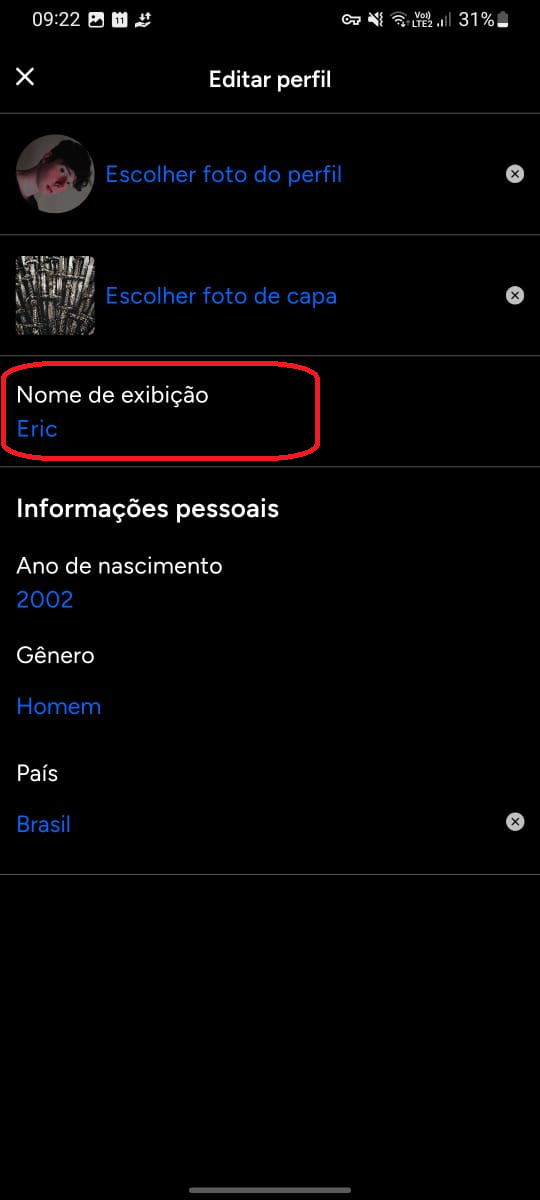 09:22 11 Vo) LTE2 31%
Editar perfil
Escolher foto do perfil
Escolher foto de capa
Nome de exibição
Eric
Informações pessoais
Ano de nascimento
2002
Gênero
Homem
País
Brasil